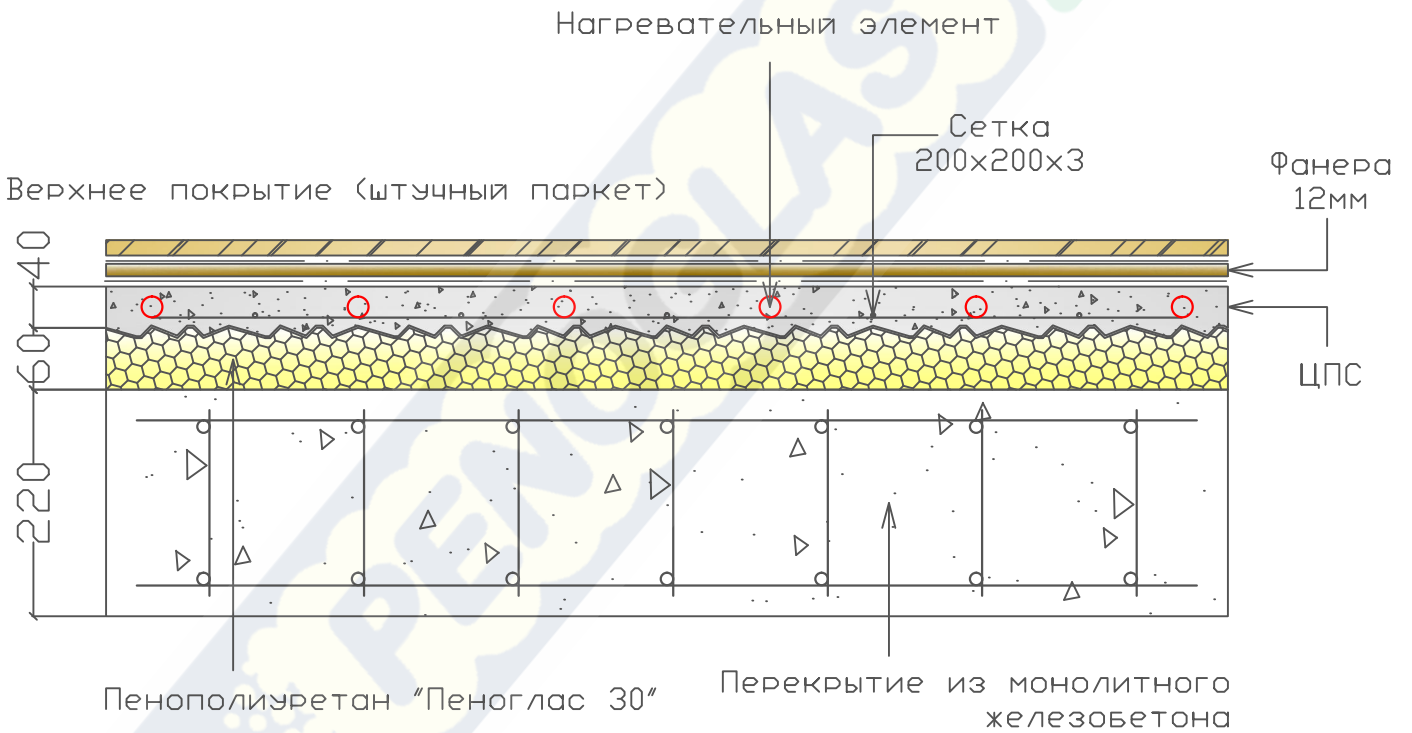 Нагревательный элемент
Сетка
200х200х3
Фанера
12мм
Верхнее покрытие (штучный паркет)
40
60
ЦПС
220
Пенополиуретан "Пеноглас 30"
Перекрытие из монолитного
железобетона
PENOGLAS